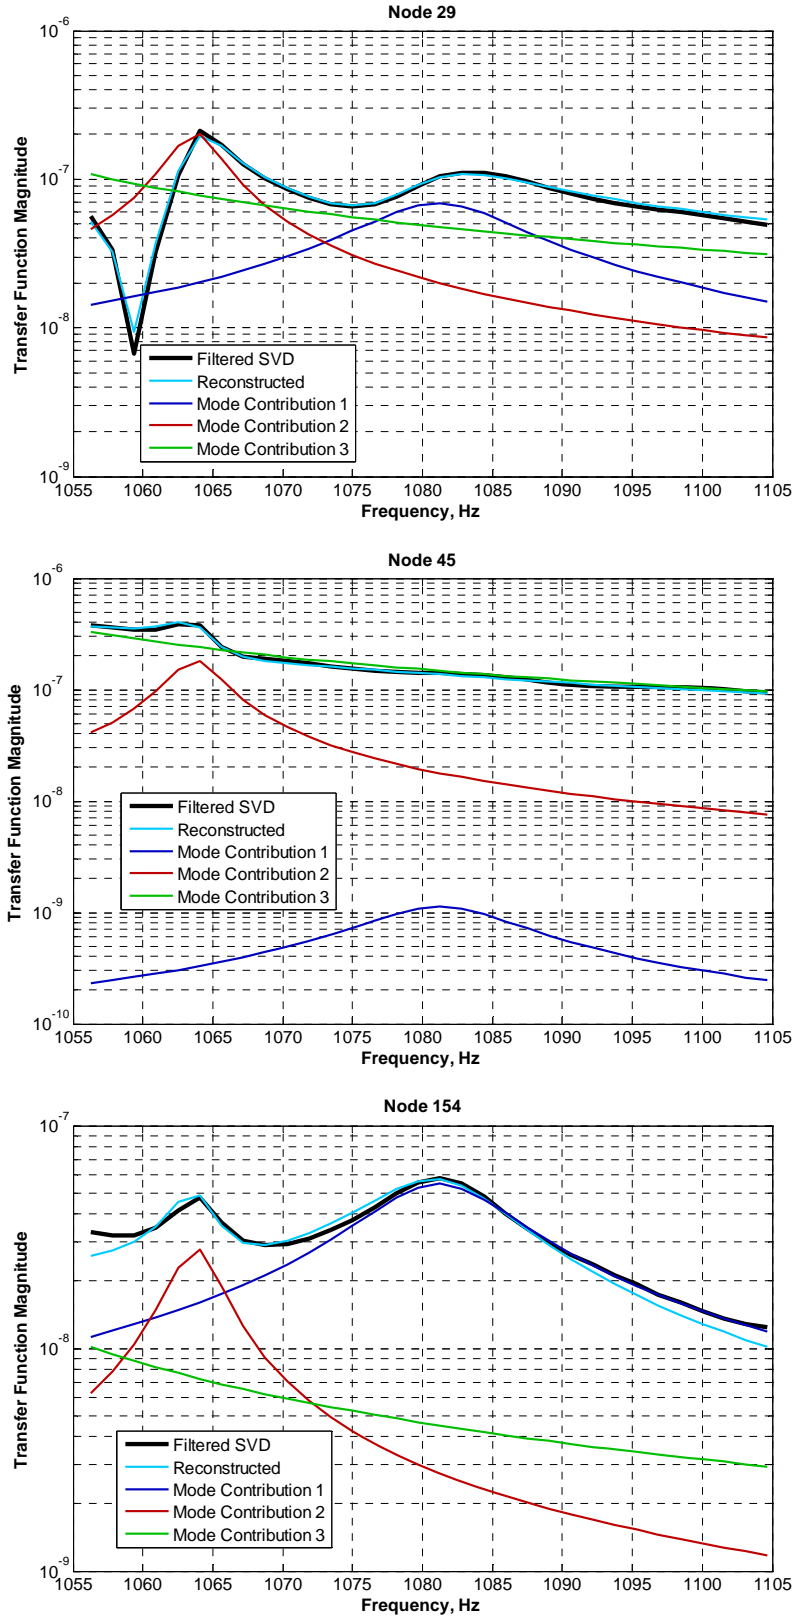 Node 29
Transfer Function Magnitude
10^-6
10^-7
10^-8
10^-9
Filtered SVD
Reconstructed
Mode Contribution 1
Mode Contribution 2
Mode Contribution 3
1055 1060 1065 1070 1075 1080 1085 1090 1095 1100 1105
Frequency, Hz
Node 45
Transfer Function Magnitude
10^-6
10^-7
10^-8
10^-9
10^-10
Filtered SVD
Reconstructed
Mode Contribution 1
Mode Contribution 2
Mode Contribution 3
1055 1060 1065 1070 1075 1080 1085 1090 1095 1100 1105
Frequency, Hz
Node 154
Transfer Function Magnitude
10^-7
10^-8
10^-9
Filtered SVD
Reconstructed
Mode Contribution 1
Mode Contribution 2
Mode Contribution 3
1055 1060 1065 1070 1075 1080 1085 1090 1095 1100 1105
Frequency, Hz